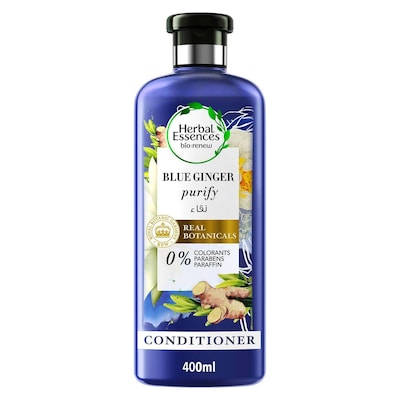 Herbal
Essences
bio:renew
BLUE GINGER
purify
نقاء
REAL
BOTANICALS
0% COLORANTS
PARABENS
PARAFFIN
CONDITIONER
400ml